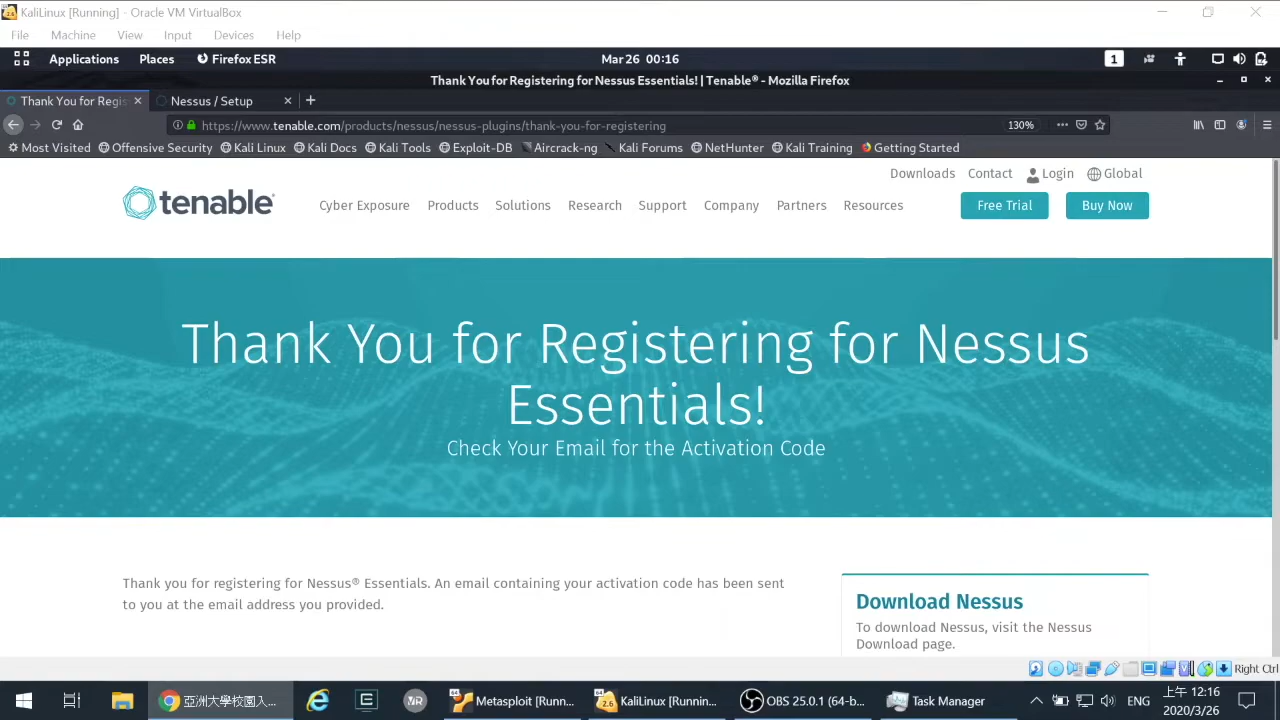 KaliLinux [Running] - Oracle VM VirtualBox
File Machine View Input Devices Help
Applications Places Firefox ESR Mar 26 00:16 1
Thank You for Registering for Nessus Essentials! | Tenable® - Mozilla Firefox
Thank You for Regis Nessus / Setup
https://www.tenable.com/products/nessus/nessus-plugins/thank-you-for-registering 130%
Most Visited Offensive Security Kali Linux Kali Docs Kali Tools Exploit-DB Aircrack-ng Kali Forums NetHunter Kali Training Getting Started
Downloads Contact Login Global
tenable Cyber Exposure Products Solutions Research Support Company Partners Resources Free Trial Buy Now
Thank You for Registering for Nessus
Essentials!
Check Your Email for the Activation Code
Thank you for registering for Nessus® Essentials. An email containing your activation code has been sent
to you at the email address you provided.
Download Nessus
To download Nessus, visit the Nessus
Download page.
Right Ctrl
亞洲大學校園入... Metasploit [Runn... KaliLinux [Runnin... OBS 25.0.1 (64-b... Task Manager ENG
上午 12:16
2020/3/26